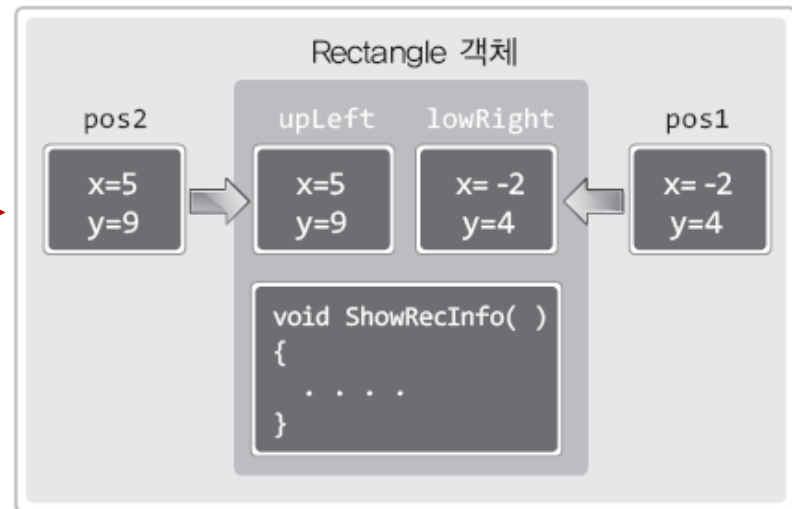 Rectangle 객체
pos2 upLeft lowRight pos1
x=5 x=5 x= -2 x= -2
y=9 y=9 y=4 y=4
void ShowRecInfo( )
{
. . . .
}